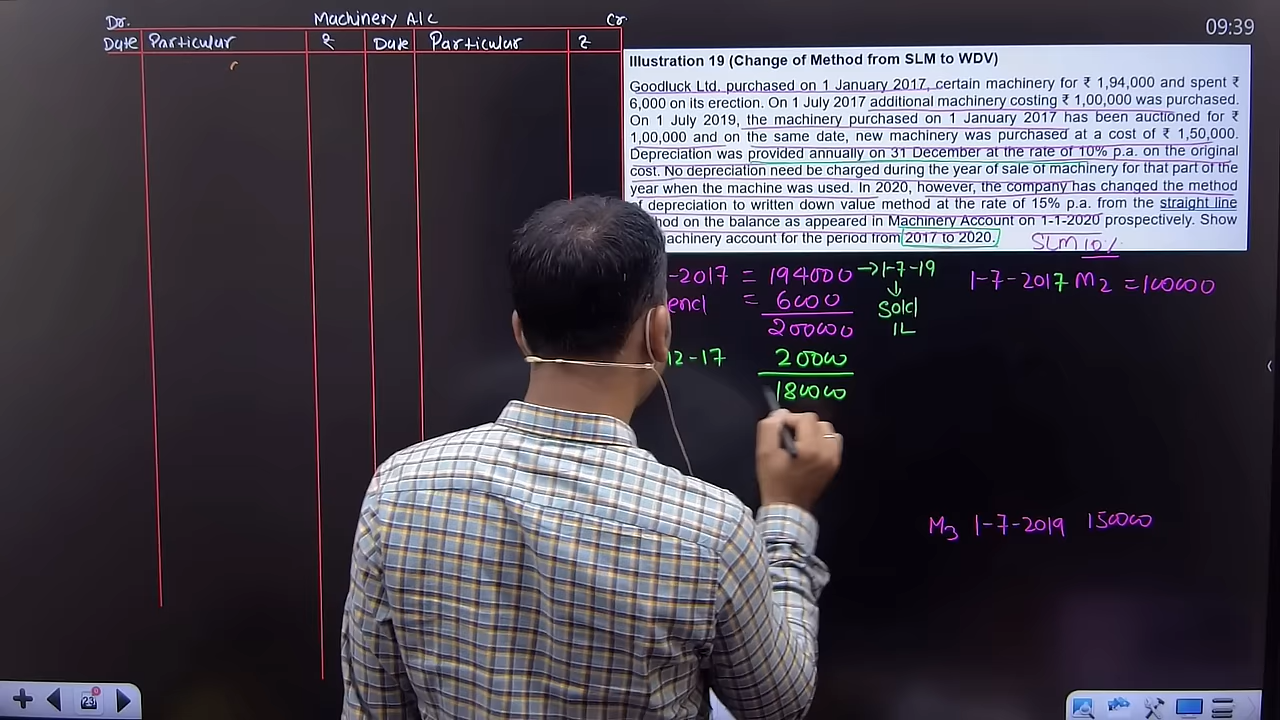 09:39
Dr. Machinery A/c Cr.
Date Particular ₹ Date Particular ₹
Illustration 19 (Change of Method from SLM to WDV)
Goodluck Ltd. purchased on 1 January 2017, certain machinery for ₹ 1,94,000 and spent ₹
6,000 on its erection. On 1 July 2017 additional machinery costing ₹ 1,00,000 was purchased.
On 1 July 2019, the machinery purchased on 1 January 2017 has been auctioned for ₹
1,00,000 and on the same date, new machinery was purchased at a cost of ₹ 1,50,000.
Depreciation was provided annually on 31 December at the rate of 10% p.a. on the original
cost. No depreciation need be charged during the year of sale of machinery for that part of the
year when the machine was used. In 2020, however, the company has changed the method
depreciation to written down value method at the rate of 15% p.a. from the straight line
on the balance as appeared in Machinery Account on 1-1-2020 prospectively. Show
account for the period from 2017 to 2020.
SLM 10%
-2017 = 194000 → 1-7-19
= 6000 ↓ Sold
200000 1L
12-17 20000
180000
1-7-2017 M2 = 100000
M3 1-7-2019 150000
23